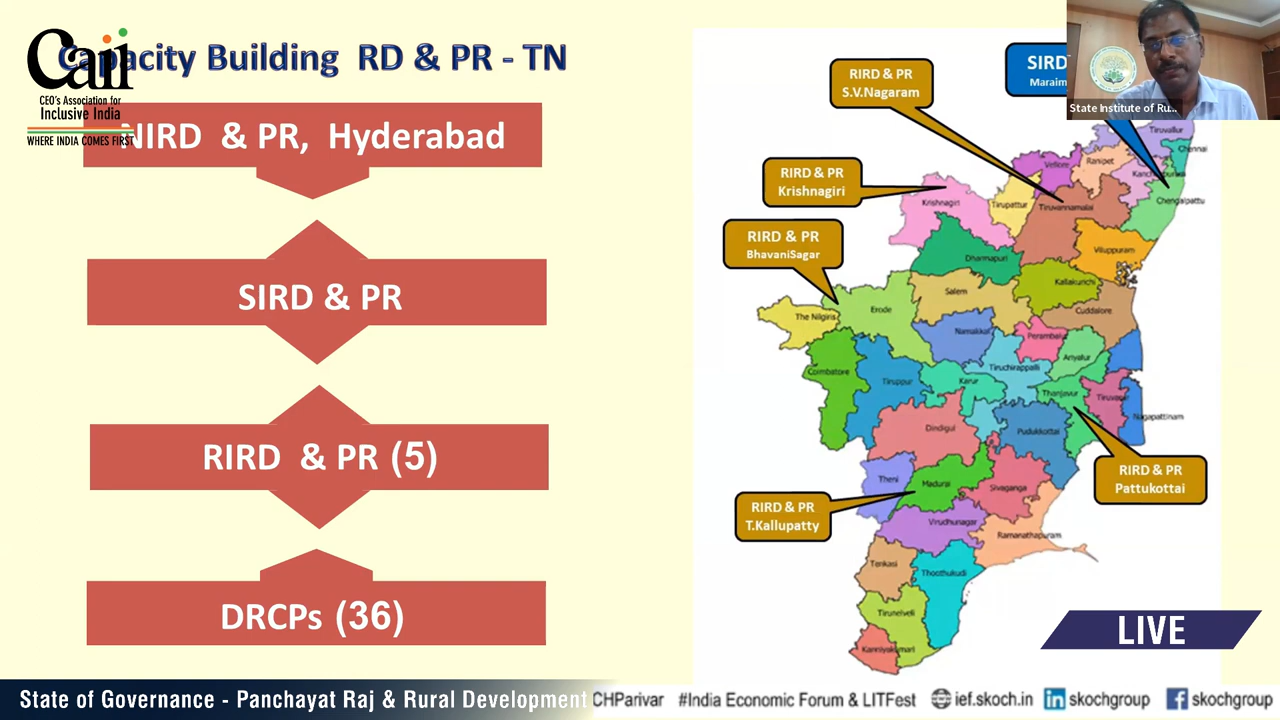 Caii
CEO's Association for
Inclusive India
WHERE INDIA COMES FIRST
Capacity Building RD & PR - TN
NIRD & PR, Hyderabad
SIRD & PR
RIRD & PR (5)
DRCPs (36)
RIRD & PR
S.V.Nagaram
SIRD
Maraim
State Institute of Ru...
RIRD & PR
Krishnagiri
RIRD & PR
BhavaniSagar
RIRD & PR
T.Kallupatty
RIRD & PR
Pattukottai
Tiruvallur
Chennai
Vellore
Ranipet
Chengalpattu
Krishnagiri
Tirupattur
Tiruvannamalai
Dharmapuri
Viluppuram
Salem
Kallakurichi
Cuddalore
The Nilgiris
Erode
Namakkal
Ariyalur
Coimbatore
Tiruppur
Karur
Tiruchirappalli
Thanjavur
Nagapattinam
Dindigul
Pudukkottai
Theni
Madurai
Sivaganga
Virudhunagar
Ramanathapuram
Tenkasi
Thoothukudi
Tirunelveli
Kanniyakumari
LIVE
State of Governance - Panchayat Raj & Rural Development
CHParivar #India Economic Forum & LITFest ief.skoch.in in skochgroup f skochgroup